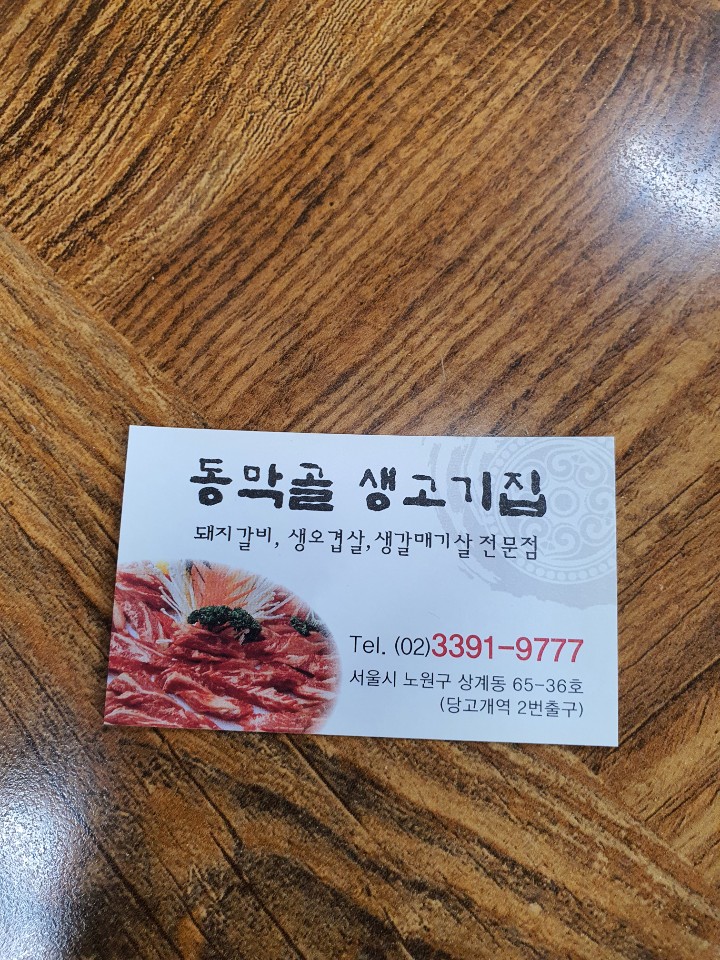 동막골 생고기집
돼지갈비, 생오겹살,생갈매기살 전문점
Tel. (02)3391-9777
서울시 노원구 상계동 65-36호
(당고개역 2번출구)